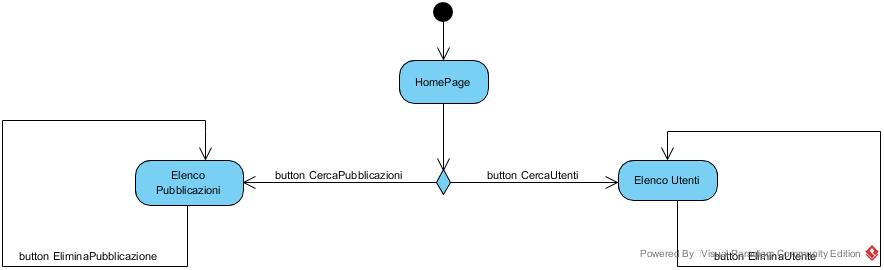 HomePage
Elenco
Pubblicazioni
button CercaPubblicazioni
button CercaUtenti
Elenco Utenti
button EliminaPubblicazione
Powered By Visual Paradigm Community Edition
button EliminaUtente